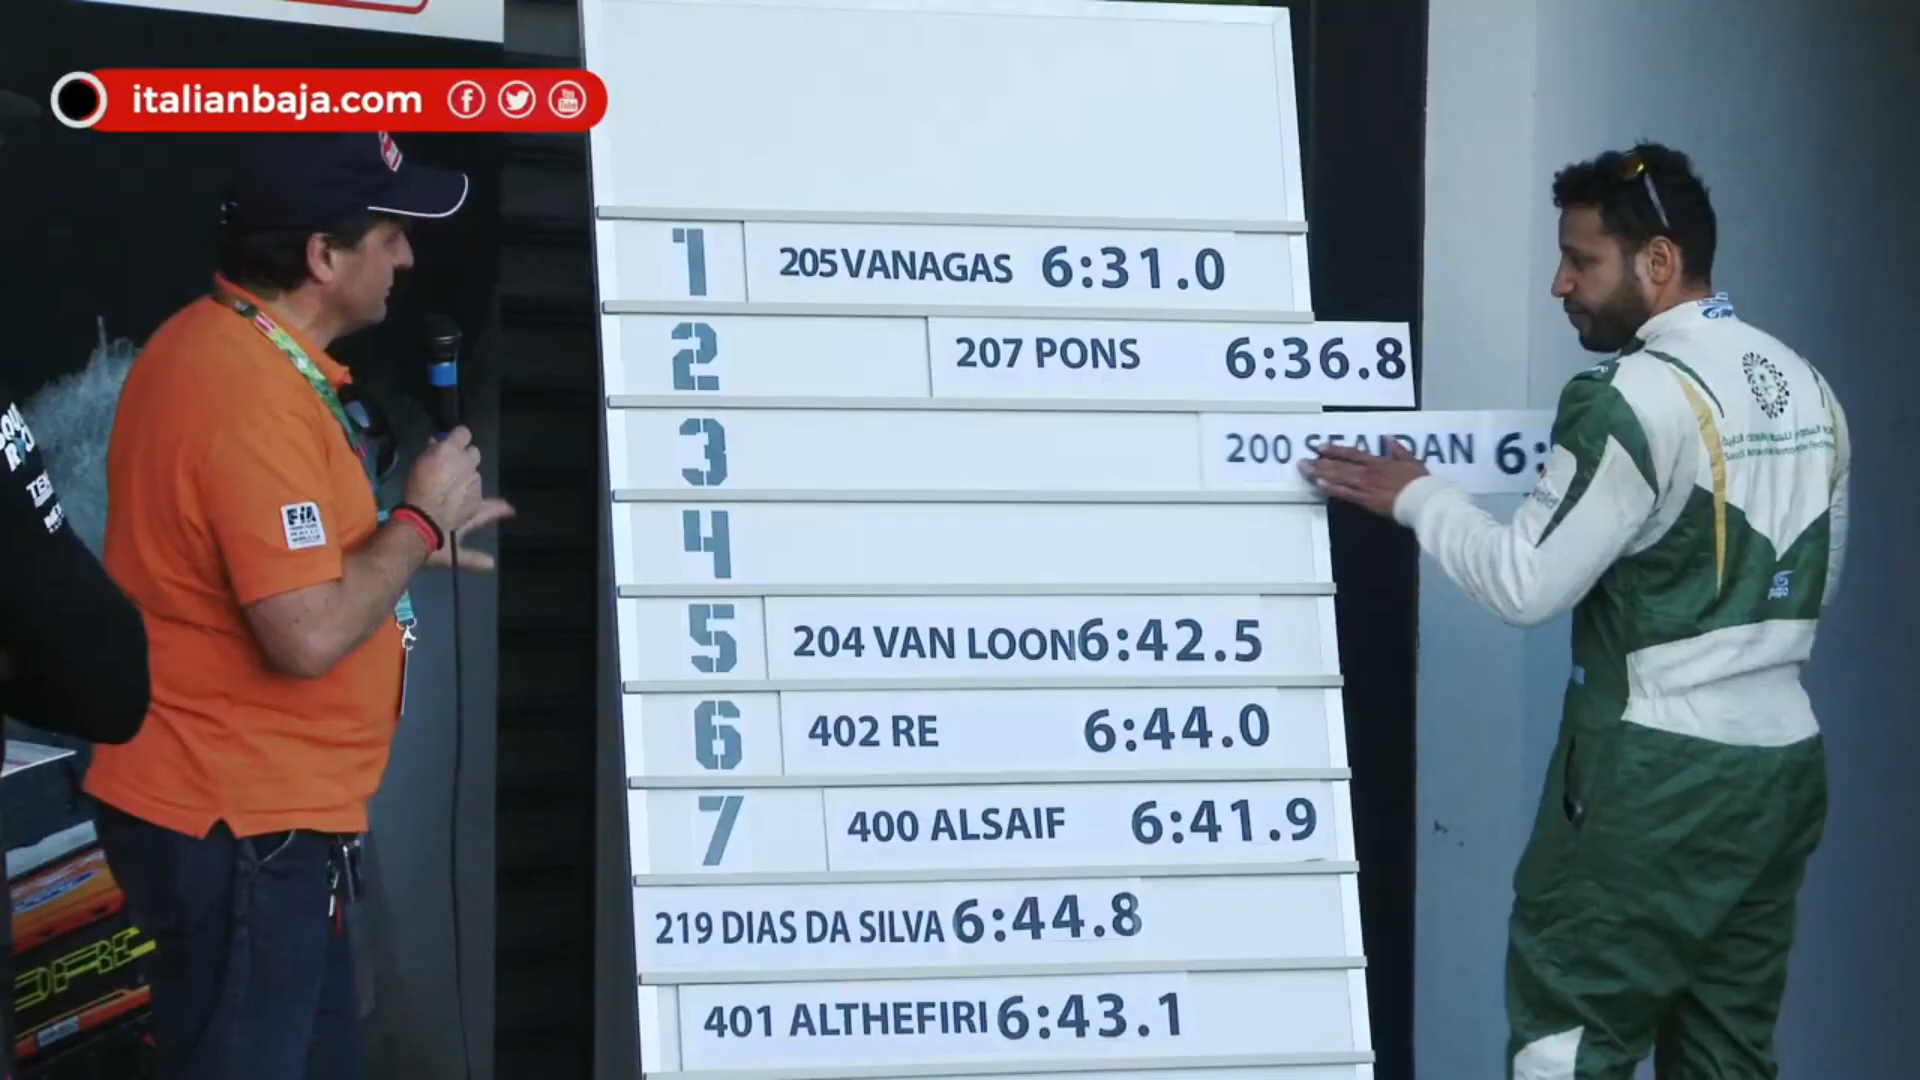 italianbaja.com
1 205 VANAGAS 6:31.0
2 207 PONS 6:36.8
3 200 6:
4
5 204 VAN LOON 6:42.5
6 402 RE 6:44.0
7 400 ALSAIF 6:41.9
219 DIAS DA SILVA 6:44.8
401 ALTHEFIRI 6:43.1
FIA